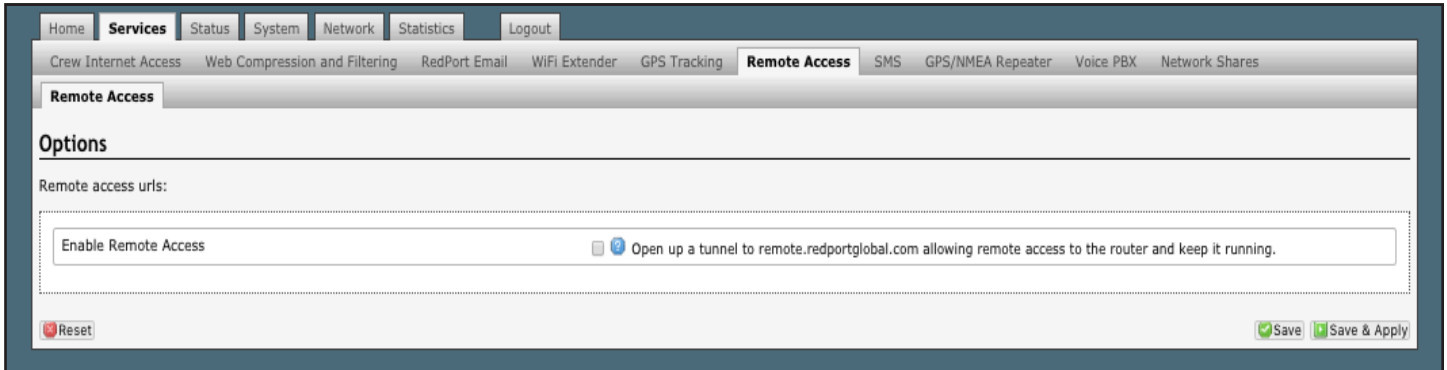 Home Services Status System Network Statistics Logout
Crew Internet Access Web Compression and Filtering RedPort Email WiFi Extender GPS Tracking Remote Access SMS GPS/NMEA Repeater Voice PBX Network Shares
Remote Access
Options
Remote access urls:
Enable Remote Access ? Open up a tunnel to remote.redportglobal.com allowing remote access to the router and keep it running.
Reset Save Save & Apply